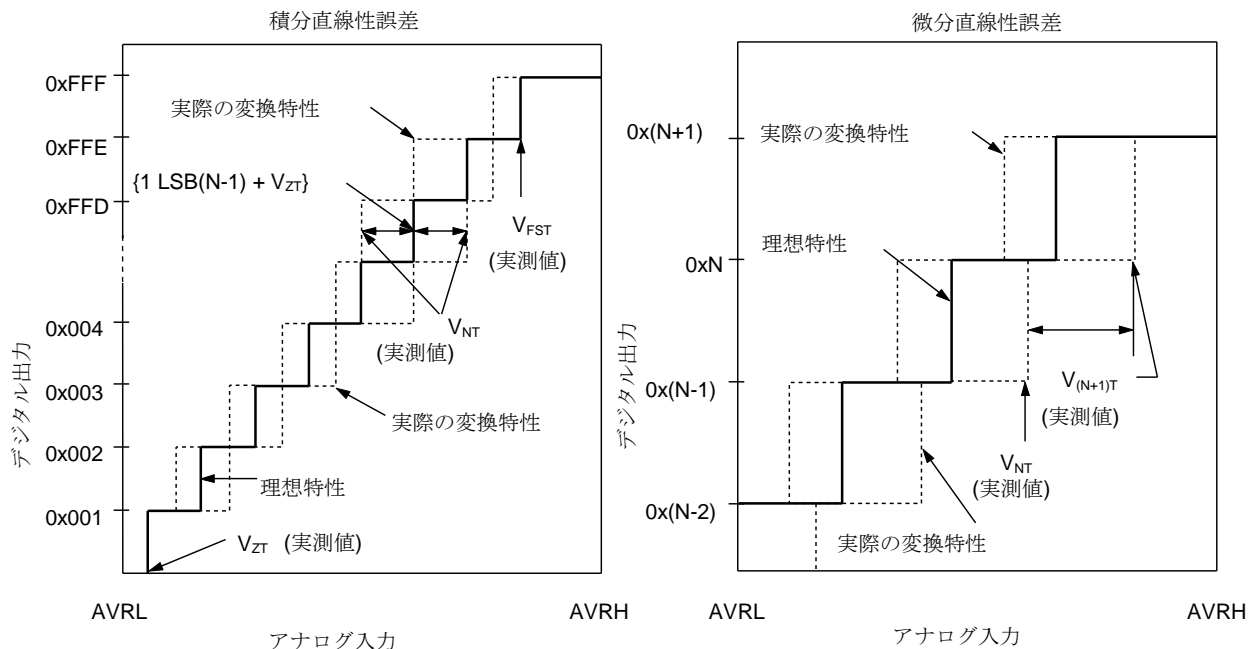 積分直線性誤差
0xFFF
実際の変換特性
0xFFE
{1 LSB(N-1) + VZT}
0xFFD
VFST
(実測値)
0x004
VNT
(実測値)
0x003
実際の変換特性
0x002
理想特性
0x001
VZT (実測値)
デジタル出力
AVRL
AVRH
アナログ入力
微分直線性誤差
0x(N+1)
実際の変換特性
理想特性
0xN
0x(N-1)
V(N+1)T
(実測値)
VNT
(実測値)
0x(N-2)
実際の変換特性
デジタル出力
AVRL
AVRH
アナログ入力